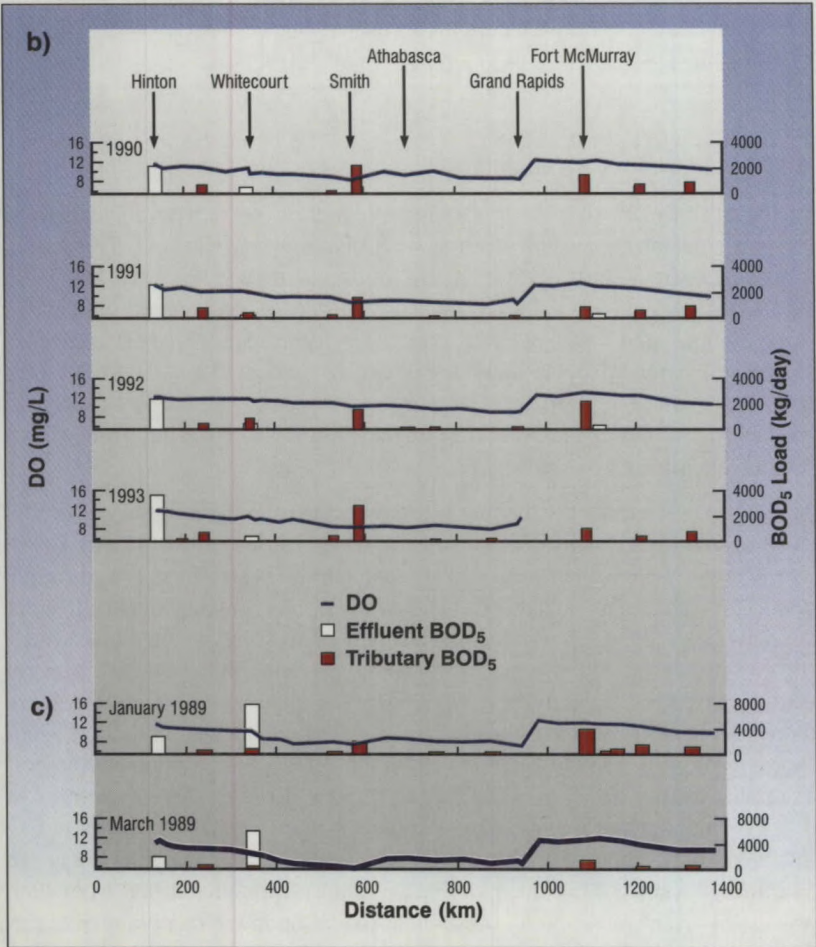 b)
Athabasca Fort McMurray
Hinton Whitecourt Smith Grand Rapids
16 1990 4000
12 2000
8 0
16 1991 4000
12 2000
8 0
16 1992 4000
12 2000
8 0
16 1993 4000
12 2000
8 0
DO (mg/L)
BOD₅ Load (kg/day)
DO
Effluent BOD₅
Tributary BOD₅
c)
16 January 1989 8000
12 4000
8 0
16 March 1989 8000
12 4000
8 0
0 200 400 600 800 1000 1200 1400
Distance (km)